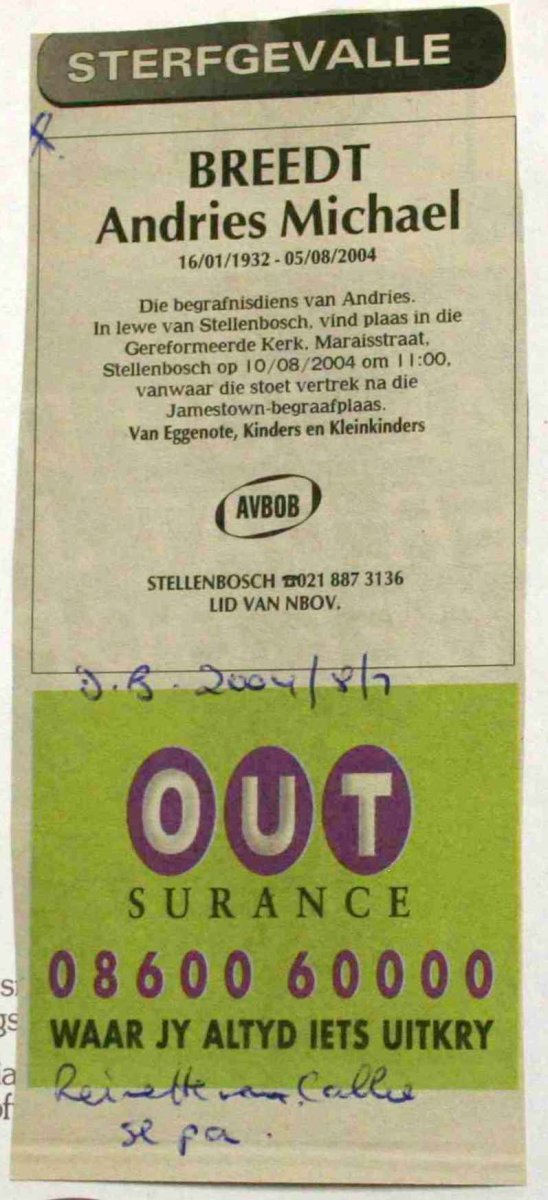 STERFGEVALLE
BREEDT
Andries Michael
16/01/1932 - 05/08/2004
Die begrafnisdiens van Andries.
In lewe van Stellenbosch, vind plaas in die
Gereformeerde Kerk, Maraisstraat,
Stellenbosch op 10/08/2004 om 11:00,
vanwaar die stoet vertrek na die
Jamestown-begraafplaas.
Van Eggenote, Kinders en Kleinkinders
AVBOB
STELLENBOSCH ☎021 887 3136
LID VAN NBOV.
D.B. 2004/8/7
OUT
SURANCE
08600 60000
WAAR JY ALTYD IETS UITKRY
Reinette van Callie
se pa.